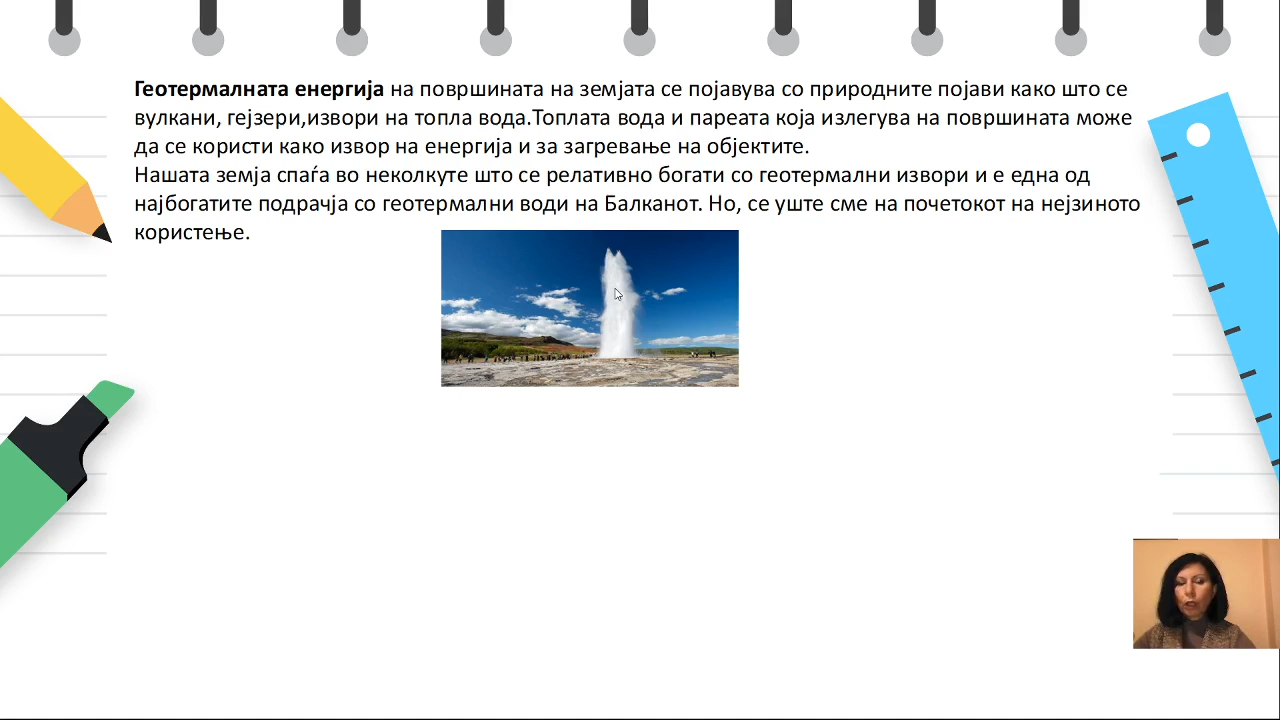 Геотермалната енергија на површината на земјата се појавува со природните појави како што се
вулкани, гејзери,извори на топла вода.Топлата вода и пареата која излегува на површината може
да се користи како извор на енергија и за загревање на објектите.
Нашата земја спаѓа во неколкуте што се релативно богати со геотермални извори и е една од
најбогатите подрачја со геотермални води на Балканот. Но, се уште сме на почетокот на нејзиното
користење.